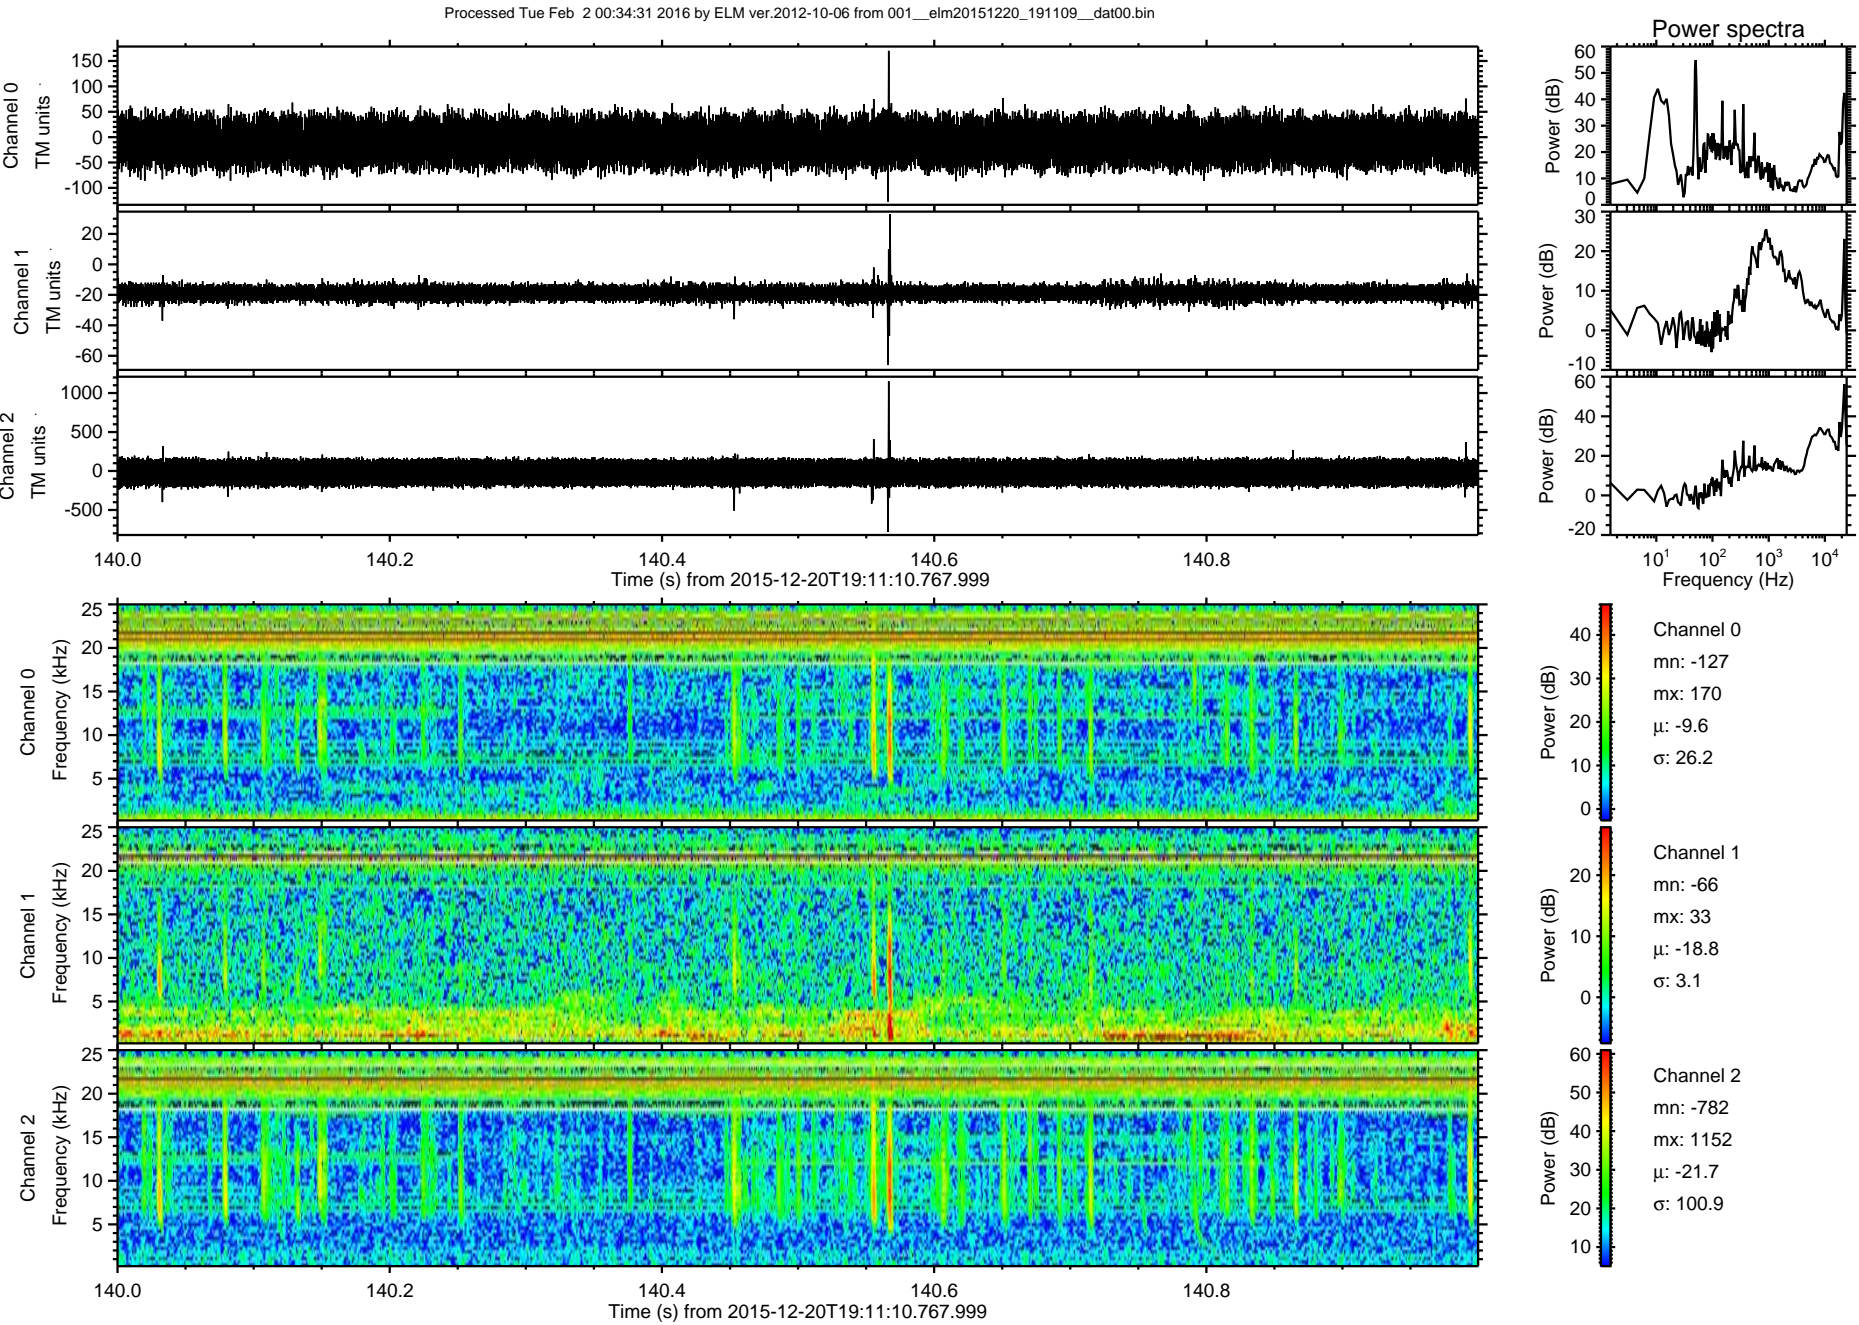 Processed Tue Feb  2 00:34:31 2016 by ELM ver.2012-10-06 from 001__elm20151220_191109__dat00.bin
Power spectra
Channel 0
TM units
150
100
50
0
-50
-100
Power (dB)
60
50
40
30
20
10
0
Channel 1
TM units
20
0
-20
-40
-60
Power (dB)
30
20
10
0
-10
Channel 2
TM units
1000
500
0
-500
Power (dB)
60
40
20
0
-20
140.0 140.2 140.4 140.6 140.8
Time (s) from 2015-12-20T19:11:10.767.999
10¹ 10² 10³ 10⁴
Frequency (Hz)
Channel 0
Frequency (kHz)
25
20
15
10
5
Power (dB)
40
30
20
10
0
Channel 0
mn: -127
mx: 170
μ: -9.6
σ: 26.2
Channel 1
Frequency (kHz)
25
20
15
10
5
Power (dB)
20
10
0
Channel 1
mn: -66
mx: 33
μ: -18.8
σ: 3.1
Channel 2
Frequency (kHz)
25
20
15
10
5
Power (dB)
60
50
40
30
20
10
Channel 2
mn: -782
mx: 1152
μ: -21.7
σ: 100.9
140.0 140.2 140.4 140.6 140.8
Time (s) from 2015-12-20T19:11:10.767.999